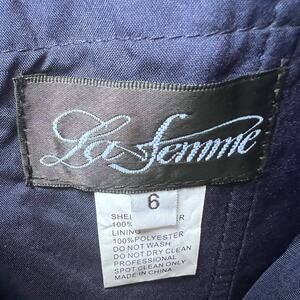 La Femme
6
100%
LINING
100%POLYESTER
DO NOT WASH
DO NOT DRY CLEAN
PROFESSIONAL
SPOT CLEAN ONLY
MADE IN CHINA